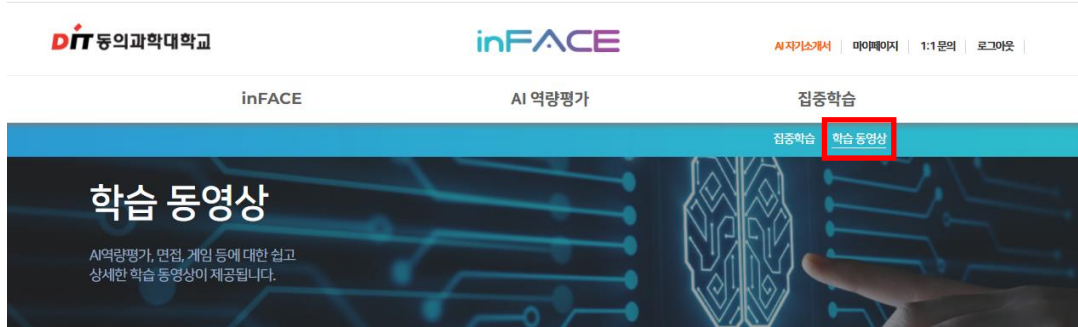 DIT 동의과학대학교
inFACE
AI 자기소개서 마이페이지 1:1 문의 로그아웃
inFACE AI 역량평가 집중학습
집중학습 학습 동영상
학습 동영상
AI역량평가, 면접, 게임 등에 대한 쉽고
상세한 학습 동영상이 제공됩니다.